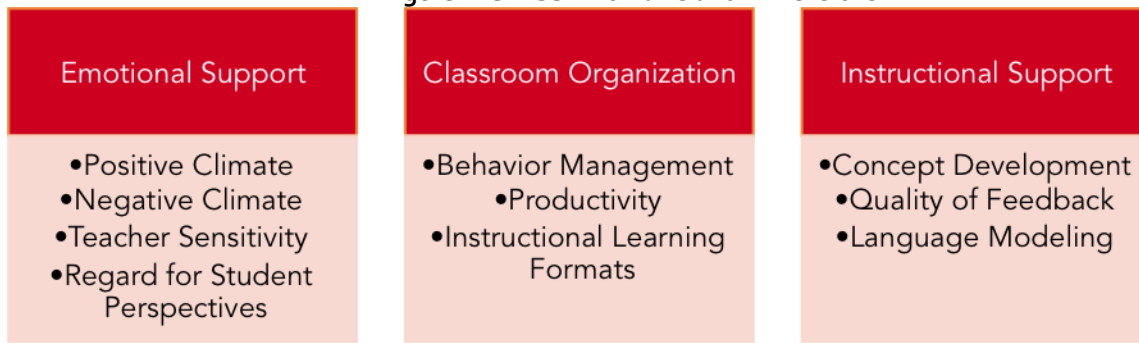 Emotional Support
•Positive Climate
•Negative Climate
•Teacher Sensitivity
•Regard for Student
Perspectives
Classroom Organization
•Behavior Management
•Productivity
•Instructional Learning
Formats
Instructional Support
•Concept Development
•Quality of Feedback
•Language Modeling